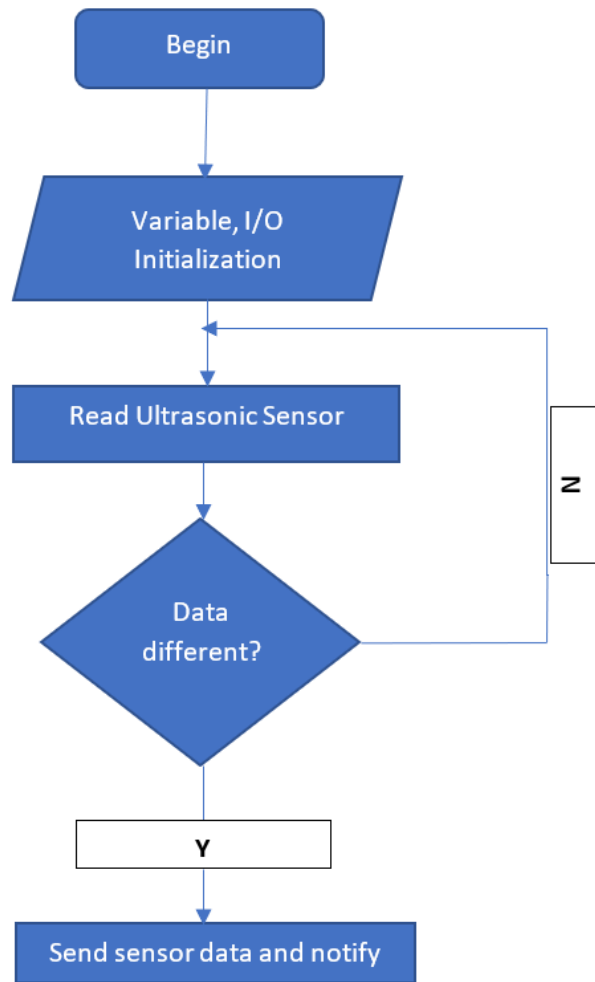 Begin
Variable, I/O
Initialization
Read Ultrasonic Sensor
N
Data
different?
Y
Send sensor data and notify